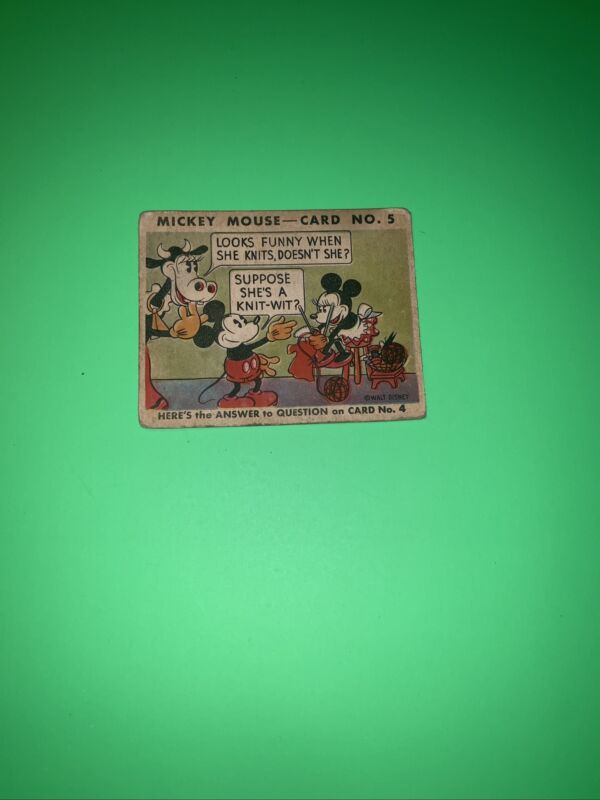 MICKEY MOUSE—CARD NO. 5
LOOKS FUNNY WHEN
SHE KNITS, DOESN'T SHE?
SUPPOSE
SHE'S A
KNIT-WIT?
©WALT DISNEY
HERE'S the ANSWER to QUESTION on CARD No. 4